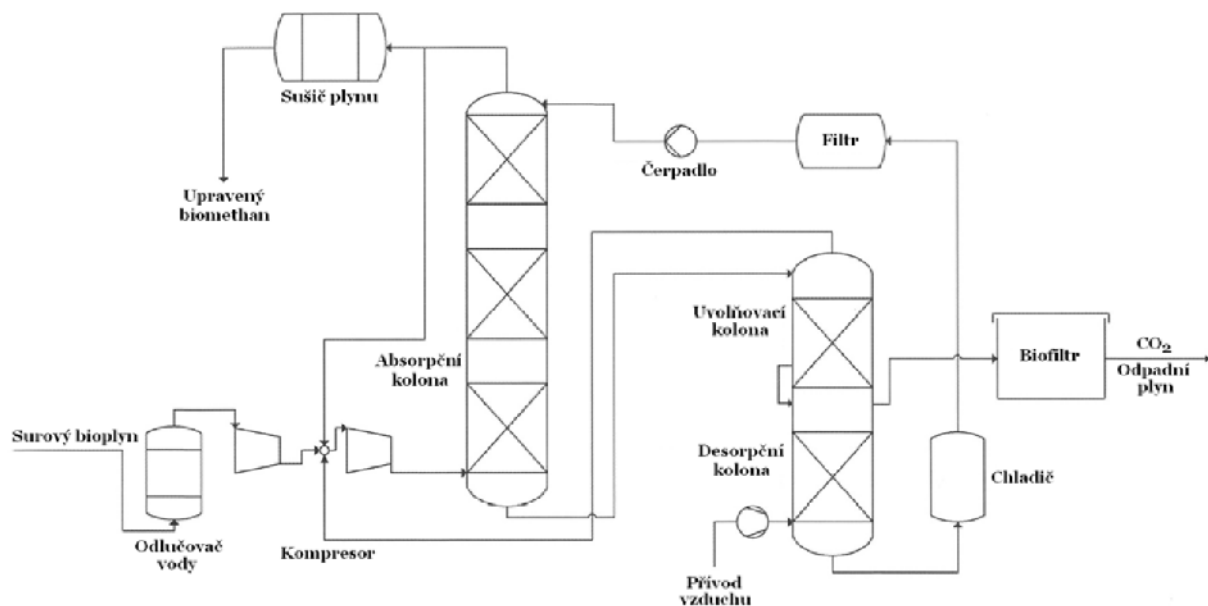 Sušič plynu
Upravený
biomethan
Čerpadlo
Filtr
Absorpční
kolona
Uvolňovací
kolona
Biofiltr
CO₂
Odpadní
plyn
Surový bioplyn
Desorpční
kolona
Chladič
Odlučovač
vody
Kompresor
Přívod
vzduchu